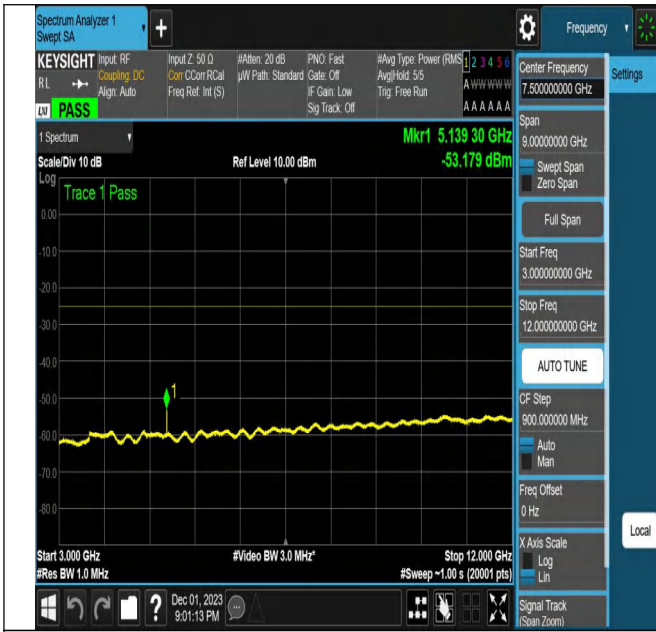 Spectrum Analyzer 1
Swept SA
Frequency
KEYSIGHT
RL
LXI
PASS
Input: RF
Coupling: DC
Align: Auto
Input Z: 50 Ω
Corr CCorr RCal
Freq Ref: Int (S)
#Atten: 20 dB
µW Path: Standard
PNO: Fast
Gate: Off
IF Gain: Low
Sig Track: Off
#Avg Type: Power (RMS
Avg|Hold: 5/5
Trig: Free Run
1 2 3 4 5 6
A W W W W W
A A A A A A
1 Spectrum
Scale/Div 10 dB
Ref Level 10.00 dBm
Mkr1 5.139 30 GHz
-53.179 dBm
Log
Trace 1 Pass
0.00
-10.0
-30.0
-40.0
-50.0
-60.0
-70.0
-80.0
1
Start 3.000 GHz
#Video BW 3.0 MHz*
Stop 12.000 GHz
#Res BW 1.0 MHz
#Sweep ~1.00 s (20001 pts)
?
Dec 01, 2023
9:01:13 PM
Center Frequency
7.500000000 GHz
Settings
Span
9.00000000 GHz
Swept Span
Zero Span
Full Span
Start Freq
3.000000000 GHz
Stop Freq
12.000000000 GHz
AUTO TUNE
CF Step
900.000000 MHz
Auto
Man
Freq Offset
0 Hz
Local
X Axis Scale
Log
Lin
Signal Track
(Span Zoom)